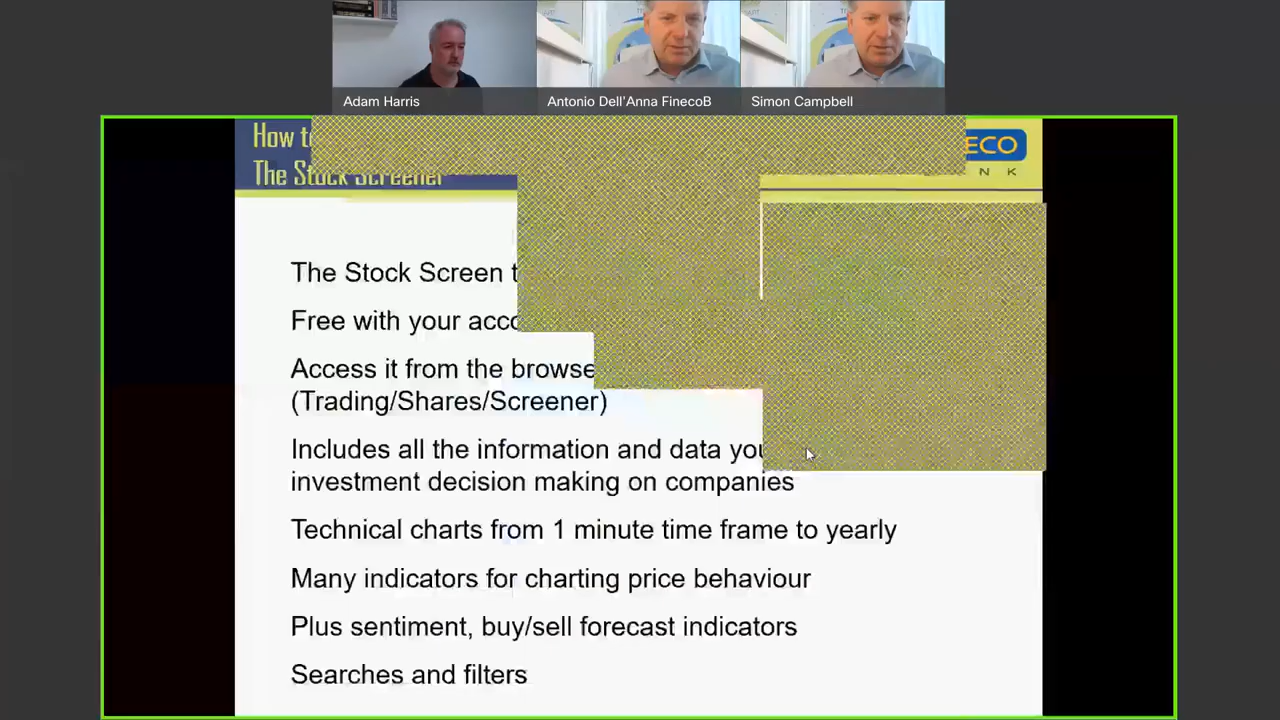 Adam Harris
Antonio Dell'Anna FinecoB
Simon Campbell
How
ECO
The Stock Screener
N K
The Stock Screen
Free with your
Access it from the
(Trading/Shares/Screener)
Includes all the information and data
investment decision making on companies
Technical charts from 1 minute time frame to yearly
Many indicators for charting price behaviour
Plus sentiment, buy/sell forecast indicators
Searches and filters